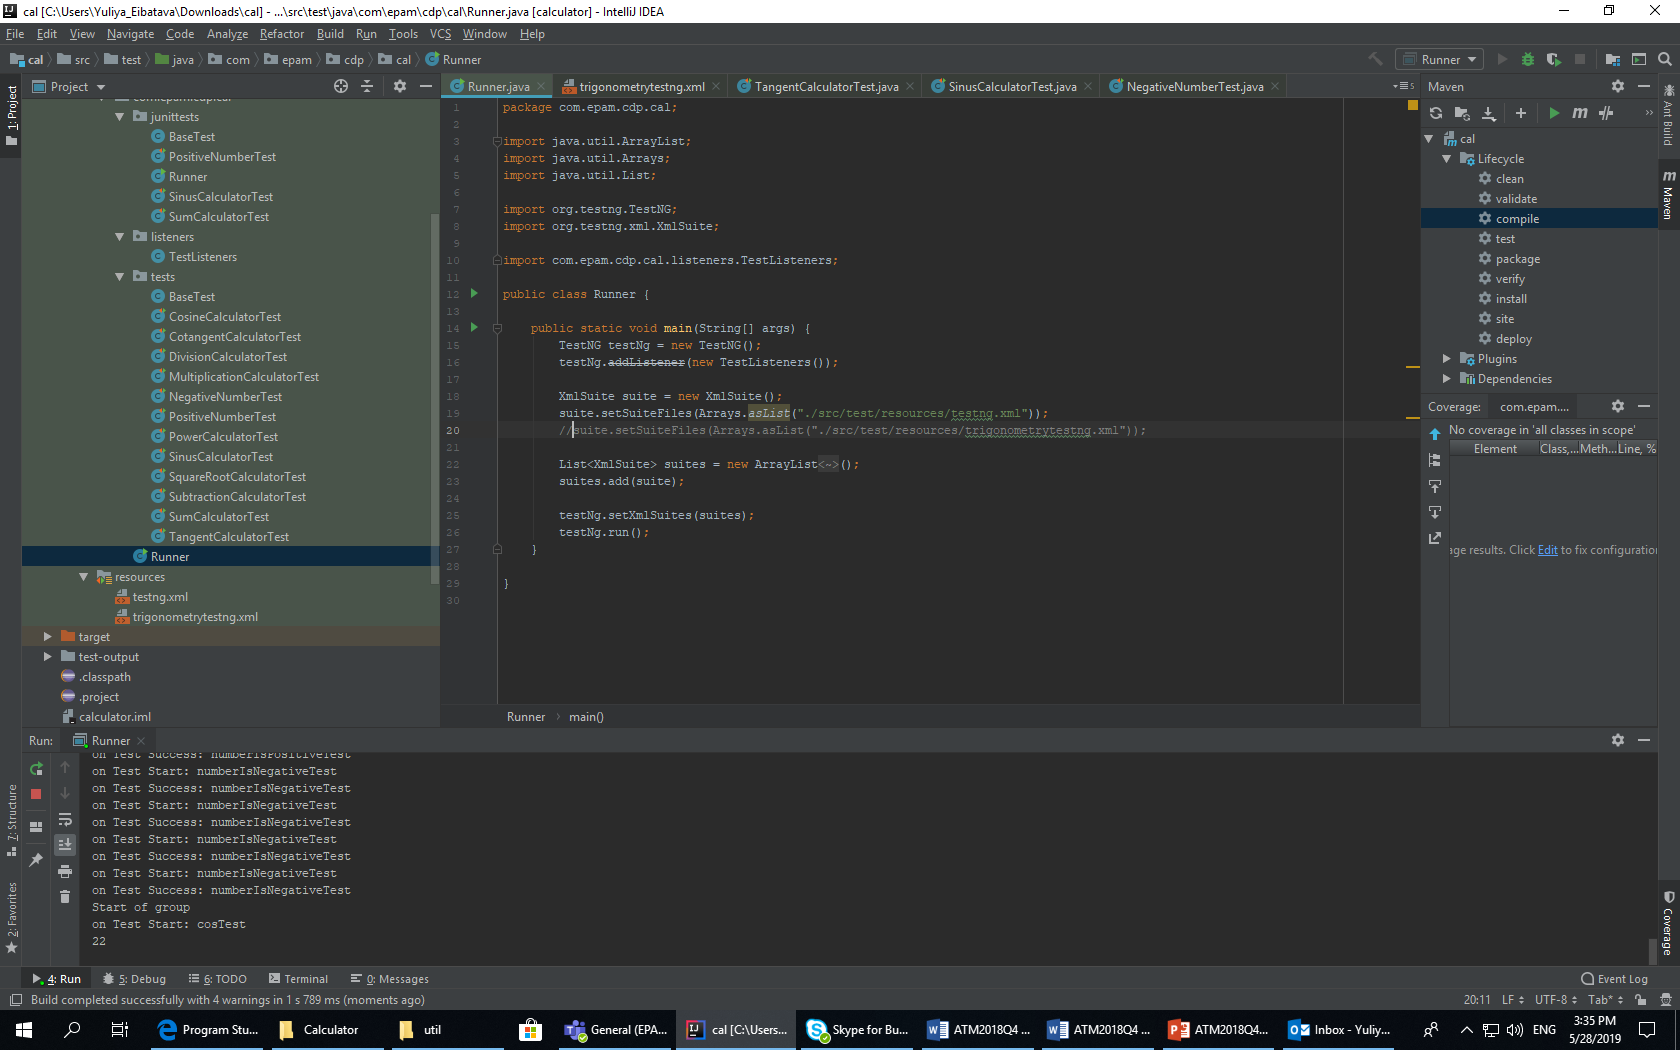 cal [C:\Users\Yuliya_Eibatava\Downloads\cal] - ...\src\test\java\com\epam\cdp\cal\Runner.java [calculator] - IntelliJ IDEA
File Edit View Navigate Code Analyze Refactor Build Run Tools VCS Window Help
cal src test java com epam cdp cal Runner
Runner
1: Project
Project
junittests
BaseTest
PositiveNumberTest
Runner
SinusCalculatorTest
SumCalculatorTest
listeners
TestListeners
tests
BaseTest
CosineCalculatorTest
CotangentCalculatorTest
DivisionCalculatorTest
MultiplicationCalculatorTest
NegativeNumberTest
PositiveNumberTest
PowerCalculatorTest
SinusCalculatorTest
SquareRootCalculatorTest
SubtractionCalculatorTest
SumCalculatorTest
TangentCalculatorTest
Runner
resources
testng.xml
trigonometrytestng.xml
target
test-output
.classpath
.project
calculator.iml
Runner.java trigonometrytestng.xml TangentCalculatorTest.java SinusCalculatorTest.java NegativeNumberTest.java
5
1 package com.epam.cdp.cal;
2
3 import java.util.ArrayList;
4 import java.util.Arrays;
5 import java.util.List;
6
7 import org.testng.TestNG;
8 import org.testng.xml.XmlSuite;
9
10 import com.epam.cdp.cal.listeners.TestListeners;
11
12 public class Runner {
13
14 public static void main(String[] args) {
15 TestNG testNg = new TestNG();
16 testNg.addListener(new TestListeners());
17
18 XmlSuite suite = new XmlSuite();
19 suite.setSuiteFiles(Arrays.asList("./src/test/resources/testng.xml"));
20 //suite.setSuiteFiles(Arrays.asList("./src/test/resources/trigonometrytestng.xml"));
21
22 List<XmlSuite> suites = new ArrayList<~>();
23 suites.add(suite);
24
25 testNg.setXmlSuites(suites);
26 testNg.run();
27 }
28
29 }
30
Runner main()
Maven
cal
Lifecycle
clean
validate
compile
test
package
verify
install
site
deploy
Plugins
Dependencies
Coverage: com.epam....
No coverage in 'all classes in scope'
Element Class,... Meth... Line, %
age results. Click Edit to fix configuration
Ant Build
m Maven
Coverage
7: Structure
2: Favorites
Run: Runner
on Test Success: numberIsPositiveTest
on Test Start: numberIsNegativeTest
on Test Success: numberIsNegativeTest
on Test Start: numberIsNegativeTest
on Test Success: numberIsNegativeTest
on Test Start: numberIsNegativeTest
on Test Success: numberIsNegativeTest
on Test Start: numberIsNegativeTest
on Test Success: numberIsNegativeTest
Start of group
on Test Start: cosTest
22
4: Run 5: Debug 6: TODO Terminal 0: Messages Event Log
Build completed successfully with 4 warnings in 1 s 789 ms (moments ago) 20:11 LF UTF-8 Tab*
Program Stu... Calculator util General (EPA... cal [C:\Users... Skype for Bu... ATM2018Q4 ... ATM2018Q4 ... ATM2018Q4... Inbox - Yuliy... ENG 3:35 PM
5/28/2019